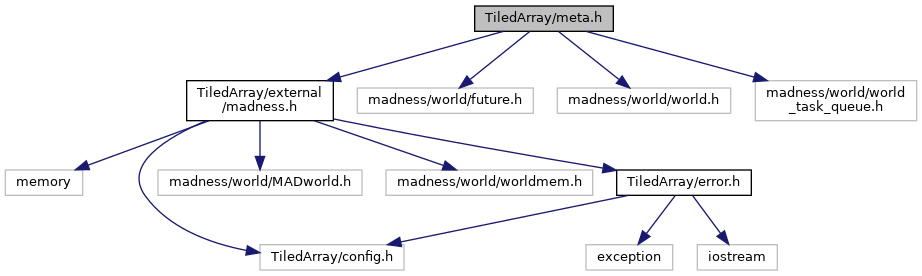 TiledArray/meta.h
TiledArray/external
/madness.h
madness/world/future.h
madness/world/world.h
madness/world/world
_task_queue.h
memory
madness/world/MADworld.h
madness/world/worldmem.h
TiledArray/error.h
TiledArray/config.h
exception
iostream